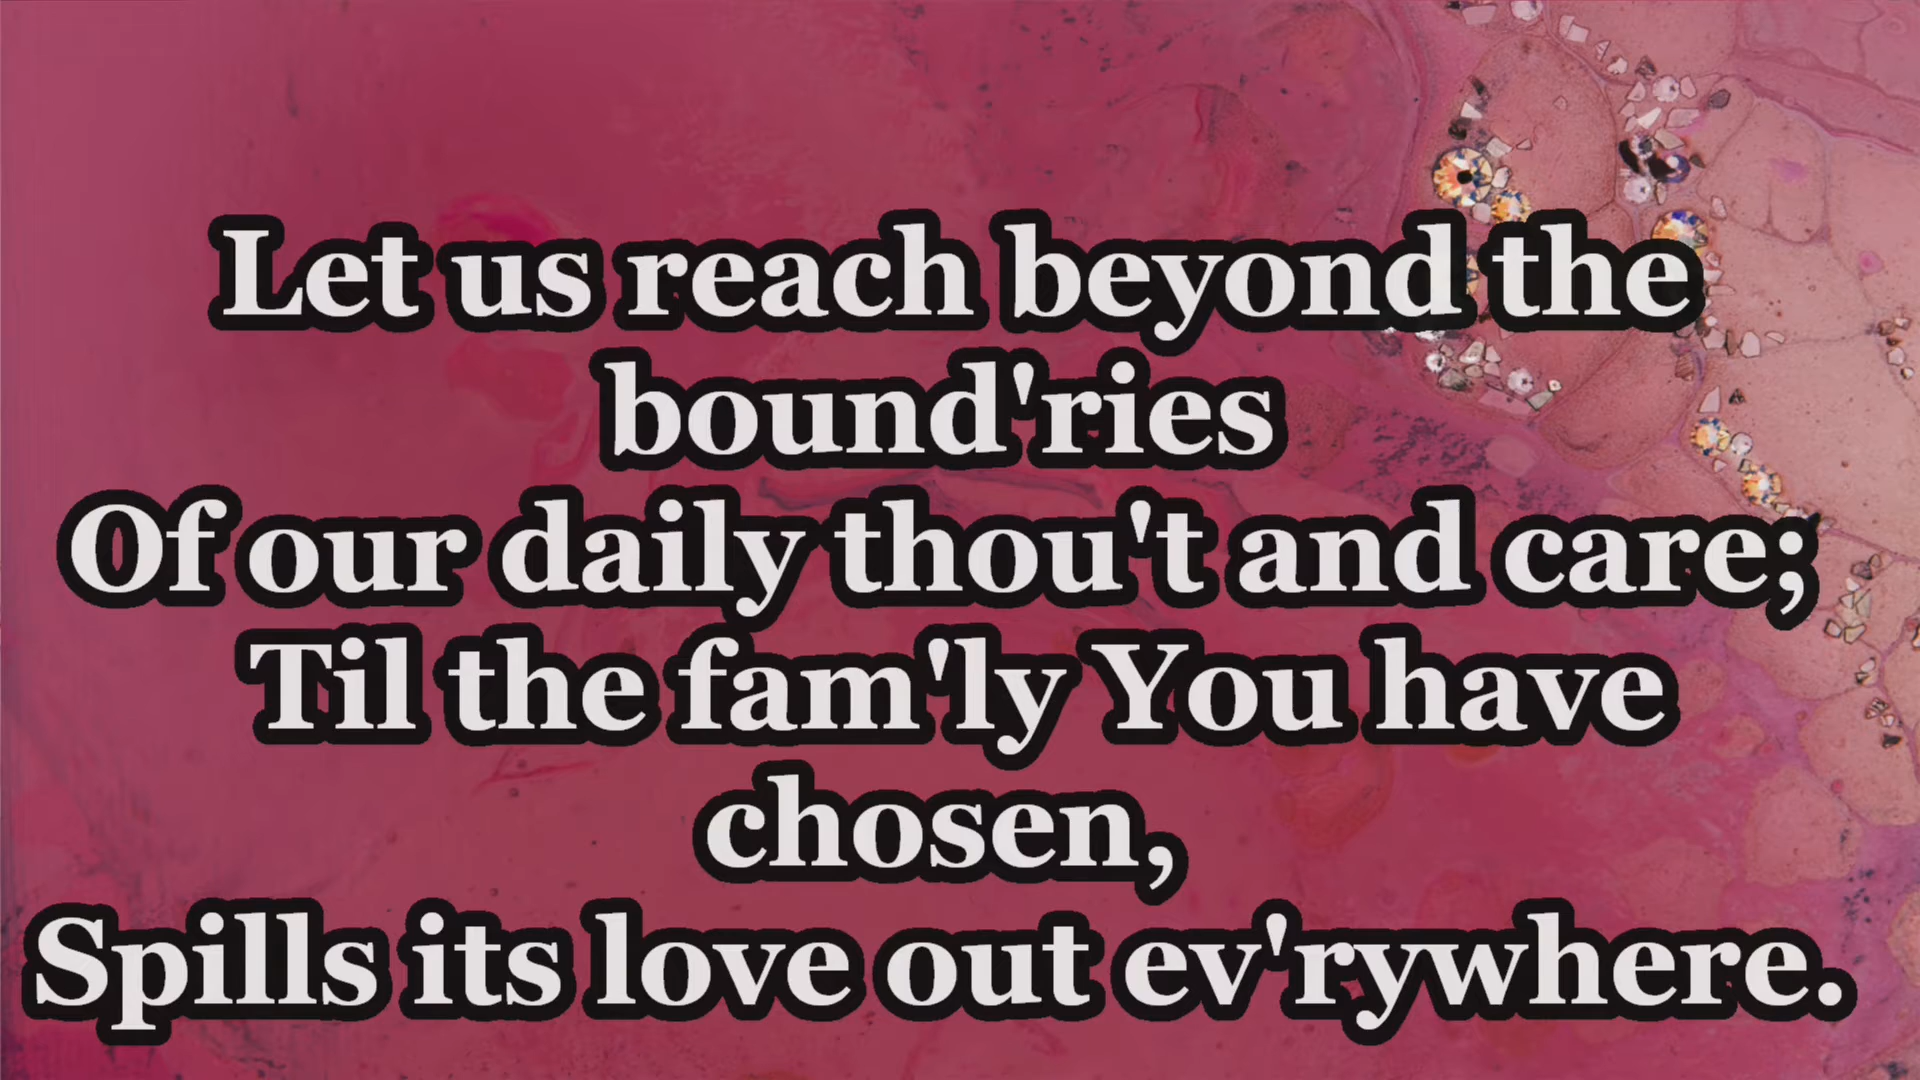 Let us reach beyond the
bound'ries
Of our daily thou't and care;
Til the fam'ly You have
chosen,
Spills its love out ev'rywhere.